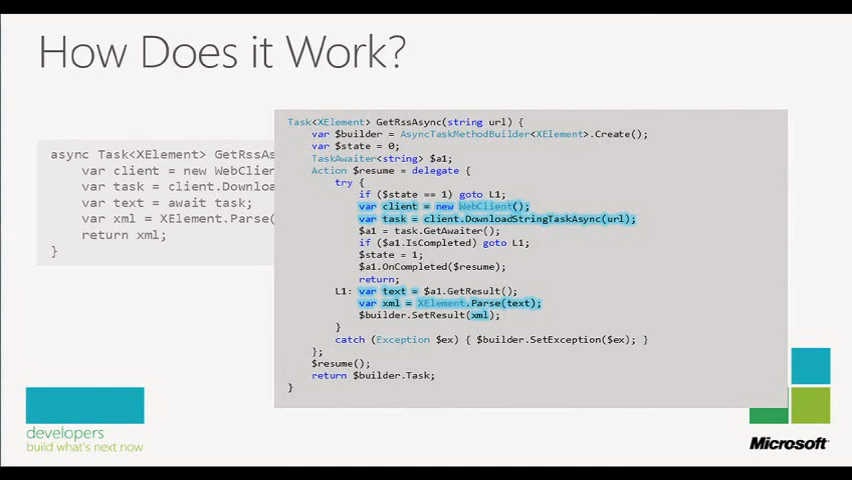 How Does it Work?
async Task<XElement> GetRssAs
var client = new WebClien
var task = client.Downloa
var text = await task;
var xml = XElement.Parse(
return xml;
}
Task<XElement> GetRssAsync(string url) {
var $builder = AsyncTaskMethodBuilder<XElement>.Create();
var $state = 0;
TaskAwaiter<string> $a1;
Action $resume = delegate {
try {
if ($state == 1) goto L1;
var client = new WebClient();
var task = client.DownloadStringTaskAsync(url);
$a1 = task.GetAwaiter();
if ($a1.IsCompleted) goto L1;
$state = 1;
$a1.OnCompleted($resume);
return;
L1: var text = $a1.GetResult();
var xml = XElement.Parse(text);
$builder.SetResult(xml);
}
catch (Exception $ex) { $builder.SetException($ex); }
};
$resume();
return $builder.Task;
}
developers
build what's next now
Microsoft